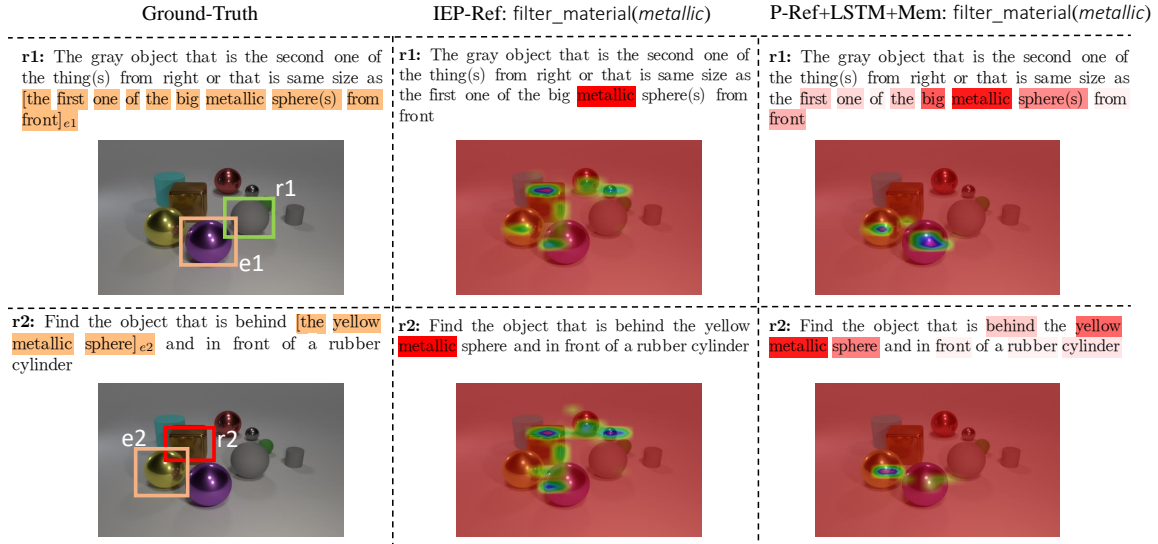 Ground-Truth
IEP-Ref: filter_material(metallic)
P-Ref+LSTM+Mem: filter_material(metallic)
r1: The gray object that is the second one of
the thing(s) from right or that is same size as
[the first one of the big metallic sphere(s) from
front]e1
r1: The gray object that is the second one of
the thing(s) from right or that is same size as
the first one of the big metallic sphere(s) from
front
r1: The gray object that is the second one of
the thing(s) from right or that is same size as
the first one of the big metallic sphere(s) from
front
r1
e1
r2: Find the object that is behind [the yellow
metallic sphere]e2 and in front of a rubber
cylinder
r2: Find the object that is behind the yellow
metallic sphere and in front of a rubber cylinder
r2: Find the object that is behind the yellow
metallic sphere and in front of a rubber cylinder
e2
r2